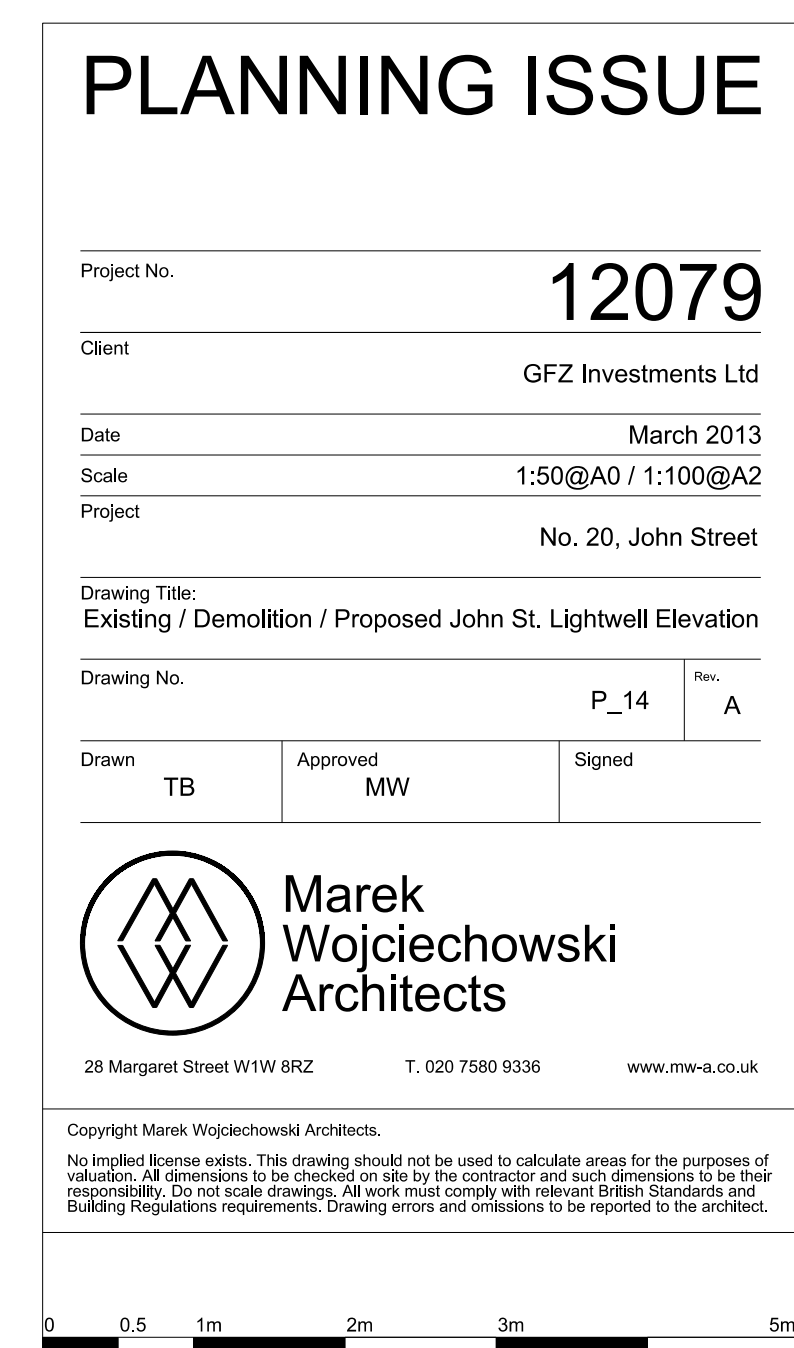 PLANNING ISSUE
Project No.
12079
Client
GFZ Investments Ltd
Date
March 2013
Scale
1:50@A0 / 1:100@A2
Project
No. 20, John Street
Drawing Title:
Existing / Demolition / Proposed John St. Lightwell Elevation
Drawing No.
P_14
Rev.
A
Drawn
TB
Approved
MW
Signed
Marek
Wojciechowski
Architects
28 Margaret Street W1W 8RZ T. 020 7580 9336 www.mw-a.co.uk
Copyright Marek Wojciechowski Architects.
No implied license exists. This drawing should not be used to calculate areas for the purposes of
valuation. All dimensions to be checked on site by the contractor and such dimensions to be their
responsibility. Do not scale drawings. All work must comply with relevant British Standards and
Building Regulations requirements. Drawing errors and omissions to be reported to the architect.
0 0.5 1m 2m 3m 5m